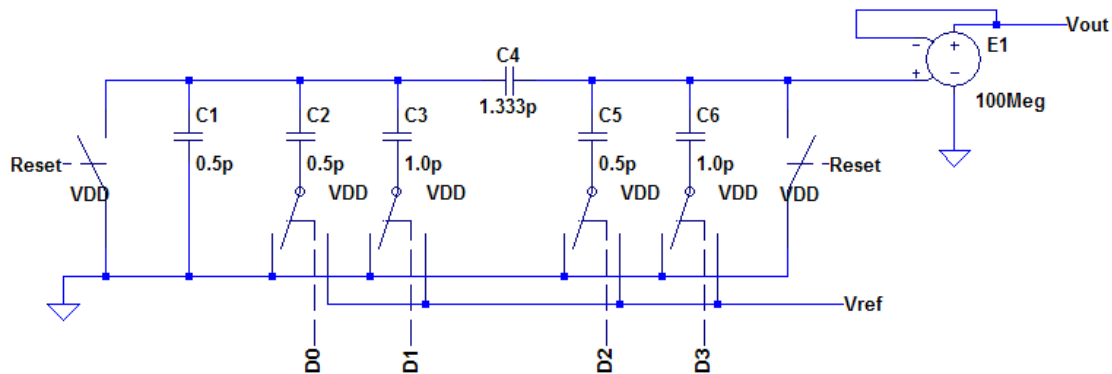 Vout
E1
100Meg
C4
1.333p
C1
0.5p
C2
0.5p
C3
1.0p
C5
0.5p
C6
1.0p
Reset
VDD
VDD
VDD
VDD
VDD
VDD
Reset
Vref
D0
D1
D2
D3